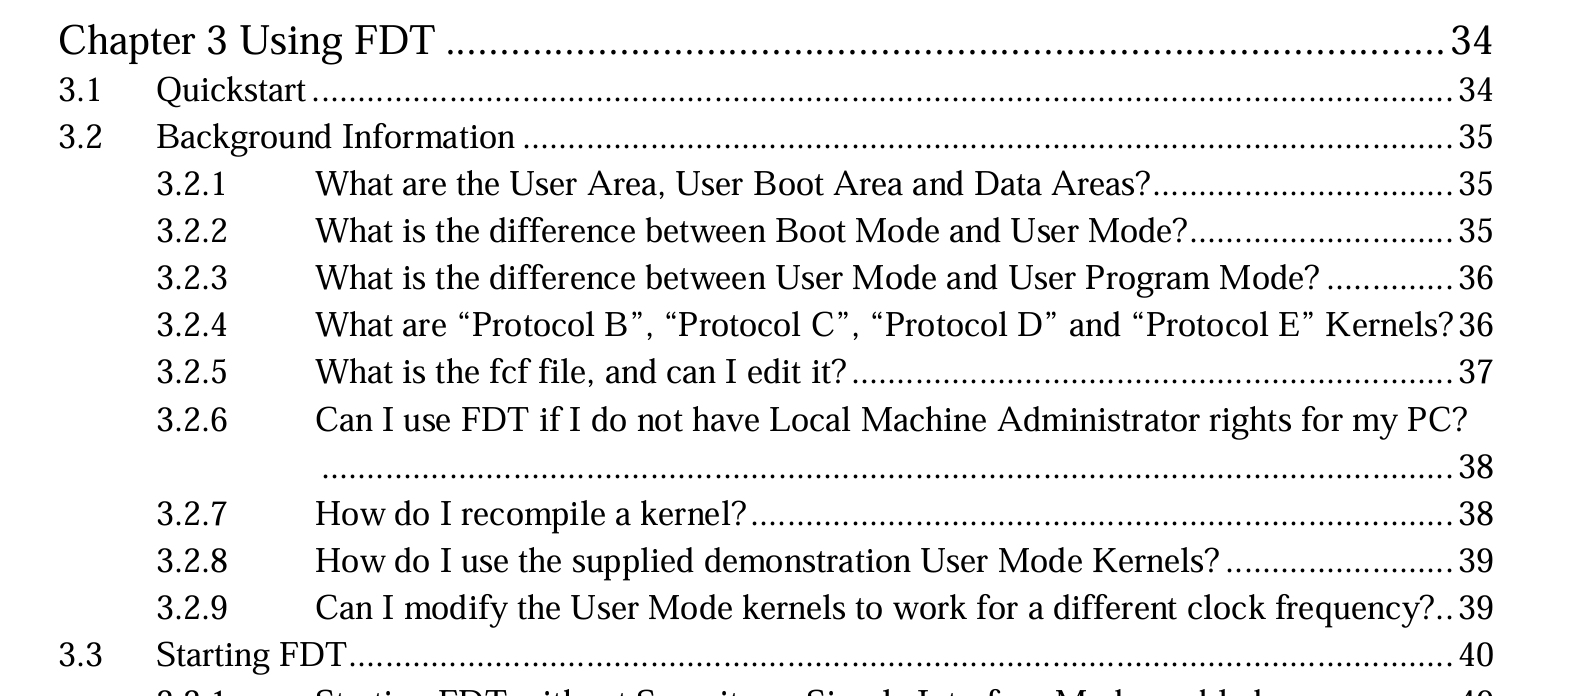 Chapter 3 Using FDT ........................................................................................................ 34
3.1 Quickstart ........................................................................................................ 34
3.2 Background Information ........................................................................................................ 35
3.2.1 What are the User Area, User Boot Area and Data Areas? ................................. 35
3.2.2 What is the difference between Boot Mode and User Mode? ............................. 35
3.2.3 What is the difference between User Mode and User Program Mode? .............. 36
3.2.4 What are “Protocol B”, “Protocol C”, “Protocol D” and “Protocol E” Kernels? 36
3.2.5 What is the fcf file, and can I edit it? ................................................................... 37
3.2.6 Can I use FDT if I do not have Local Machine Administrator rights for my PC?
........................................................................................................ 38
3.2.7 How do I recompile a kernel? .............................................................................. 38
3.2.8 How do I use the supplied demonstration User Mode Kernels? ......................... 39
3.2.9 Can I modify the User Mode kernels to work for a different clock frequency? .. 39
3.3 Starting FDT ........................................................................................................ 40